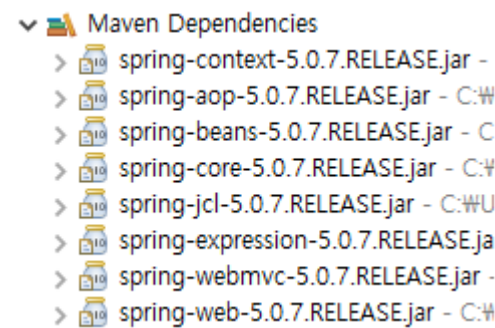 Maven Dependencies
spring-context-5.0.7.RELEASE.jar -
spring-aop-5.0.7.RELEASE.jar - C:₩
spring-beans-5.0.7.RELEASE.jar - C
spring-core-5.0.7.RELEASE.jar - C:₩
spring-jcl-5.0.7.RELEASE.jar - C:₩U
spring-expression-5.0.7.RELEASE.ja
spring-webmvc-5.0.7.RELEASE.jar -
spring-web-5.0.7.RELEASE.jar - C:₩